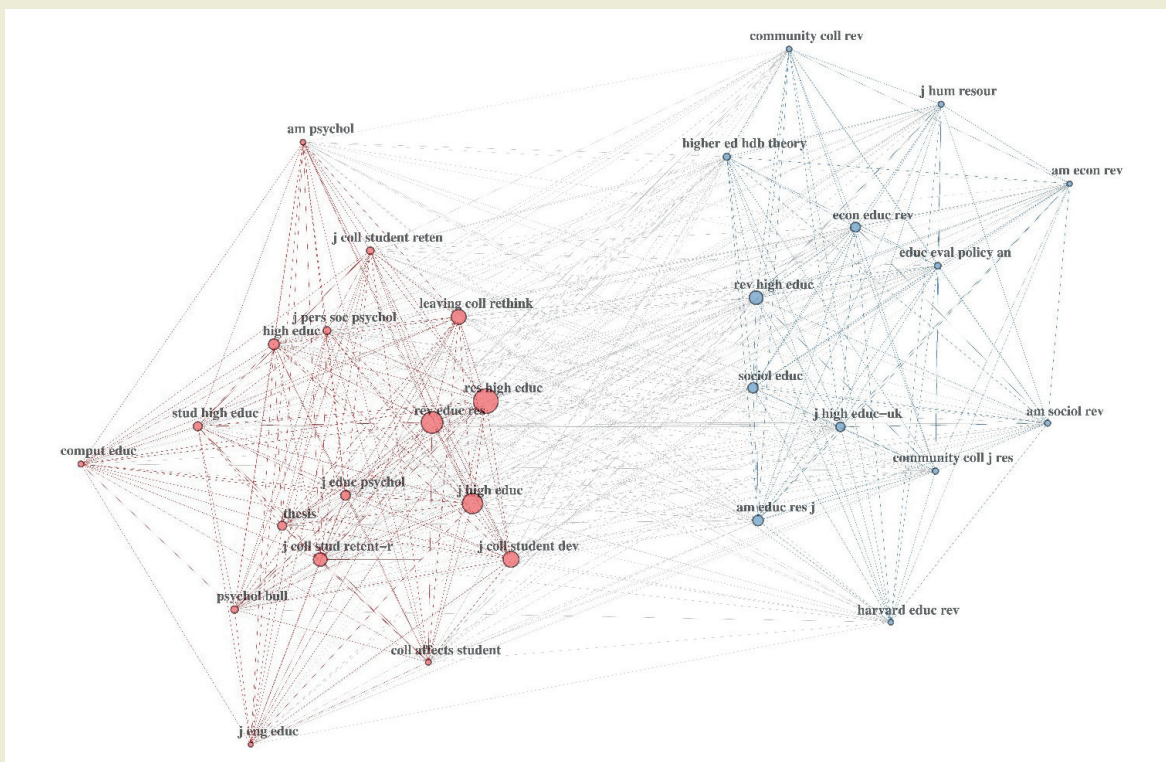 community coll rev
j hum resour
am psychol
higher ed hdb theory
am econ rev
econ educ rev
j coll student reten
educ eval policy an
rev high educ
leaving coll rethink
j pers soc psychol
high educ
sociol educ
res high educ
rev educ res
stud high educ
j high educ−uk
am sociol rev
comput educ
community coll j res
j educ psychol
j high educ
thesis
am educ res j
j coll stud retent−r
j coll student dev
psychol bull
harvard educ rev
coll affects student
j eng educ